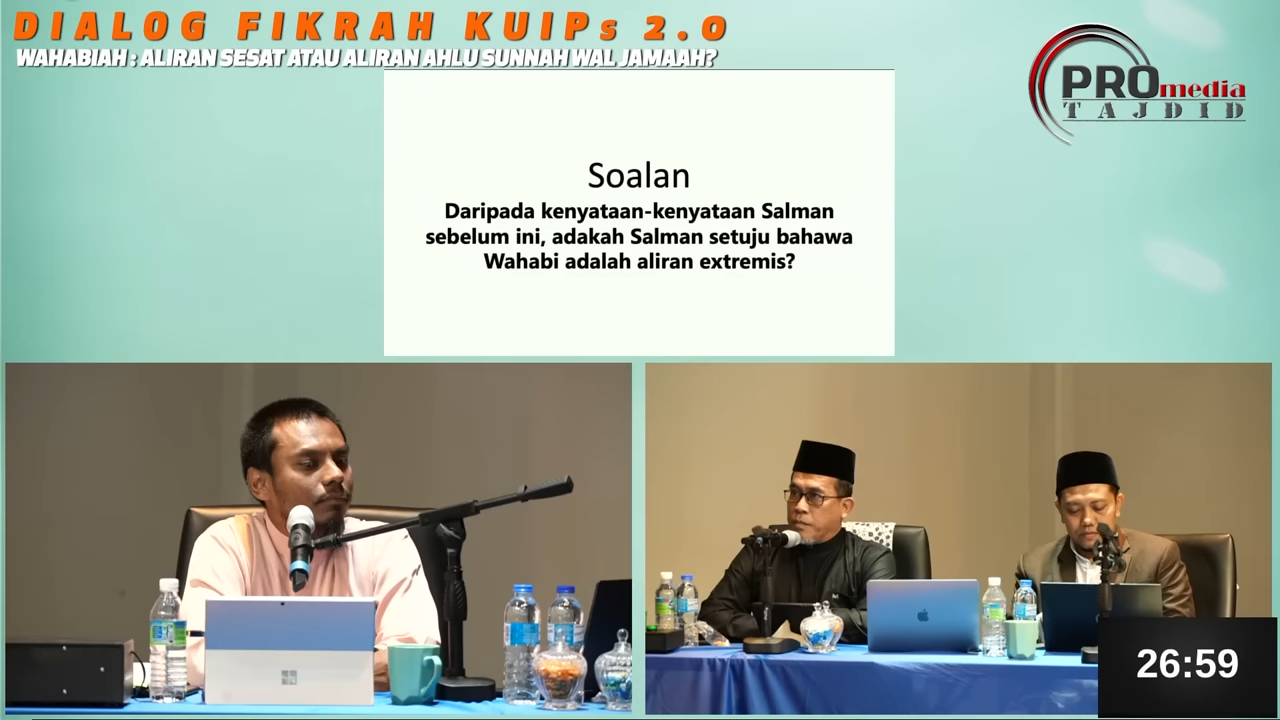 DIALOG FIKRAH KUIPs 2.0
WAHABIAH : ALIRAN SESAT ATAU ALIRAN AHLU SUNNAH WAL JAMAAH?
PROmedia
TAJDID
Soalan
Daripada kenyataan-kenyataan Salman
sebelum ini, adakah Salman setuju bahawa
Wahabi adalah aliran extremis?
26:59